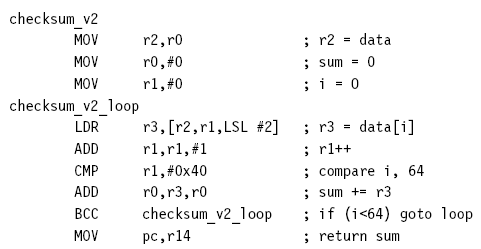 checksum_v2
MOV r2,r0 ; r2 = data
MOV r0,#0 ; sum = 0
MOV r1,#0 ; i = 0
checksum_v2_loop
LDR r3,[r2,r1,LSL #2] ; r3 = data[i]
ADD r1,r1,#1 ; r1++
CMP r1,#0x40 ; compare i, 64
ADD r0,r3,r0 ; sum += r3
BCC checksum_v2_loop ; if (i<64) goto loop
MOV pc,r14 ; return sum